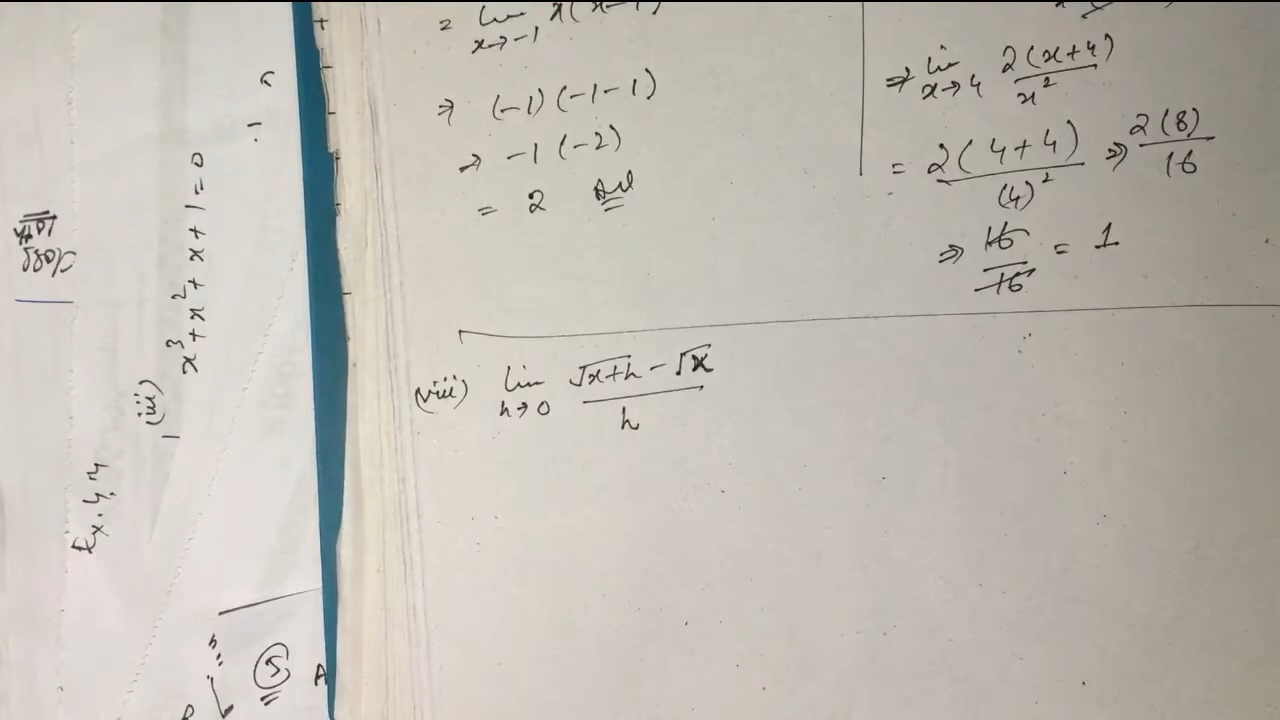 = lim x→-1 x(x-1)
⇒ (-1)(-1-1)
⇒ -1(-2)
= 2 Ans
⇒ lim x→4 2(x+4)/x²
= 2(4+4)/(4)² ⇒ 2(8)/16
⇒ 16/16 = 1
(viii) lim h→0 √x+h - √x/h
Ex. 4.4
(iii)
x³+x²+x+1=0
5
A